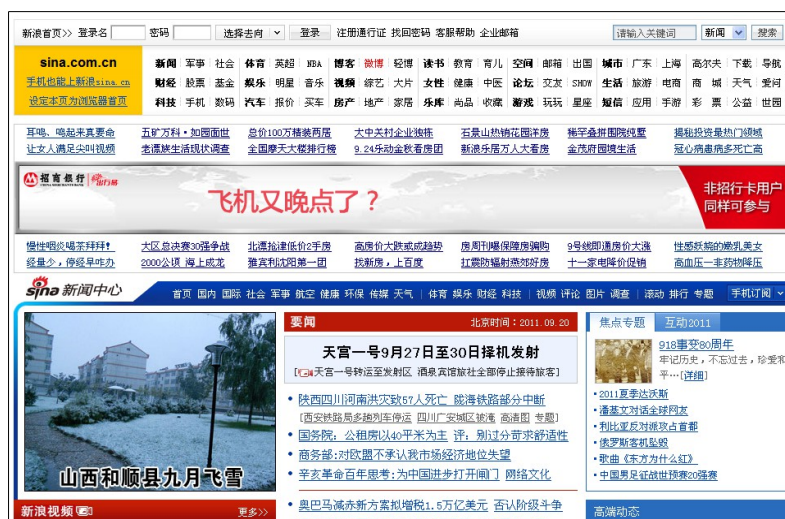 新浪首页>> 登录名 密码 选择去向 登录 注册通行证 找回密码 客服帮助 企业邮箱 请输入关键词 新闻 搜索
sina.com.cn
手机也能上新浪sina.cn
设定本页为浏览器首页
新闻 军事 社会 体育 英超 NBA 博客 微博 轻博 读书 教育 育儿 空间 邮箱 出国 城市 广东 上海 高尔夫 下载 导航
财经 股票 基金 娱乐 明星 音乐 视频 综艺 大片 女性 健康 中医 论坛 交友 SHOW 生活 旅游 电商 商城 天气 爱问
科技 手机 数码 汽车 报价 买车 房产 地产 家居 乐库 尚品 收藏 游戏 玩玩 星座 短信 应用 手游 彩票 公益 世园
耳鸣、鸣起来真要命 五矿万科·如园面世 总价100万精装两居 大中关村企业独栋 石景山热销花园洋房 稀罕叠拼围院纯墅 揭秘投资最热门领域
让女人满足尖叫视频 老漂族生活现状调查 全国摩天大楼排行榜 9.24乐动金秋看房团 新浪乐居万人大看房 金茂府园境生活 冠心病患病多死亡高
招商银行
飞机又晚点了？
非招行卡用户
同样可参与
慢性咽炎喝茶拜拜! 大区总决赛30强争战 北漂抢津低价2手房 高房价大跌或成趋势 房周刊曝保障房骗购 9号线即通房价大涨 性感妖娆的嫩乳美女
经量少，停经早咋办 2000公顷 海上成龙 雅宾利沈阳第一团 找新房，上百度 扛震防辐射燕郊好房 十一家电降价促销 高血压一非药物降压
sina 新闻中心 首页 国内 国际 社会 军事 航空 健康 环保 传媒 天气 | 体育 娱乐 财经 科技 | 视频 评论 图片 调查 | 滚动 排行 专题 手机订阅
山西和顺县九月飞雪
新浪视频 更多>>
要闻 北京时间：2011.09.20
天宫一号9月27日至30日择机发射
[天宫一号转运至发射区 酒泉宾馆旅社全部停止接待旅客]
陕西四川河南洪灾致57人死亡 陇海铁路部分中断
[西安铁路局多趟列车停运 四川广安城区被淹 高清图 专题]
国务院：公租房以40平米为主 评：别过分苛求舒适性
商务部:对欧盟不承认我市场经济地位失望
辛亥革命百年思考:为中国进步打开闸门 网络文化
奥巴马减赤新方案拟增税1.5万亿美元 否认阶级斗争
焦点专题 互动2011
918事变80周年
牢记历史，不忘过去，珍爱和
平…[详细]
2011夏季达沃斯
潘基文对话全球网友
利比亚反对派攻占首都
俄罗斯客机坠毁
歌曲《东方为什么红》
中国男足征战世预赛20强赛
高端动态